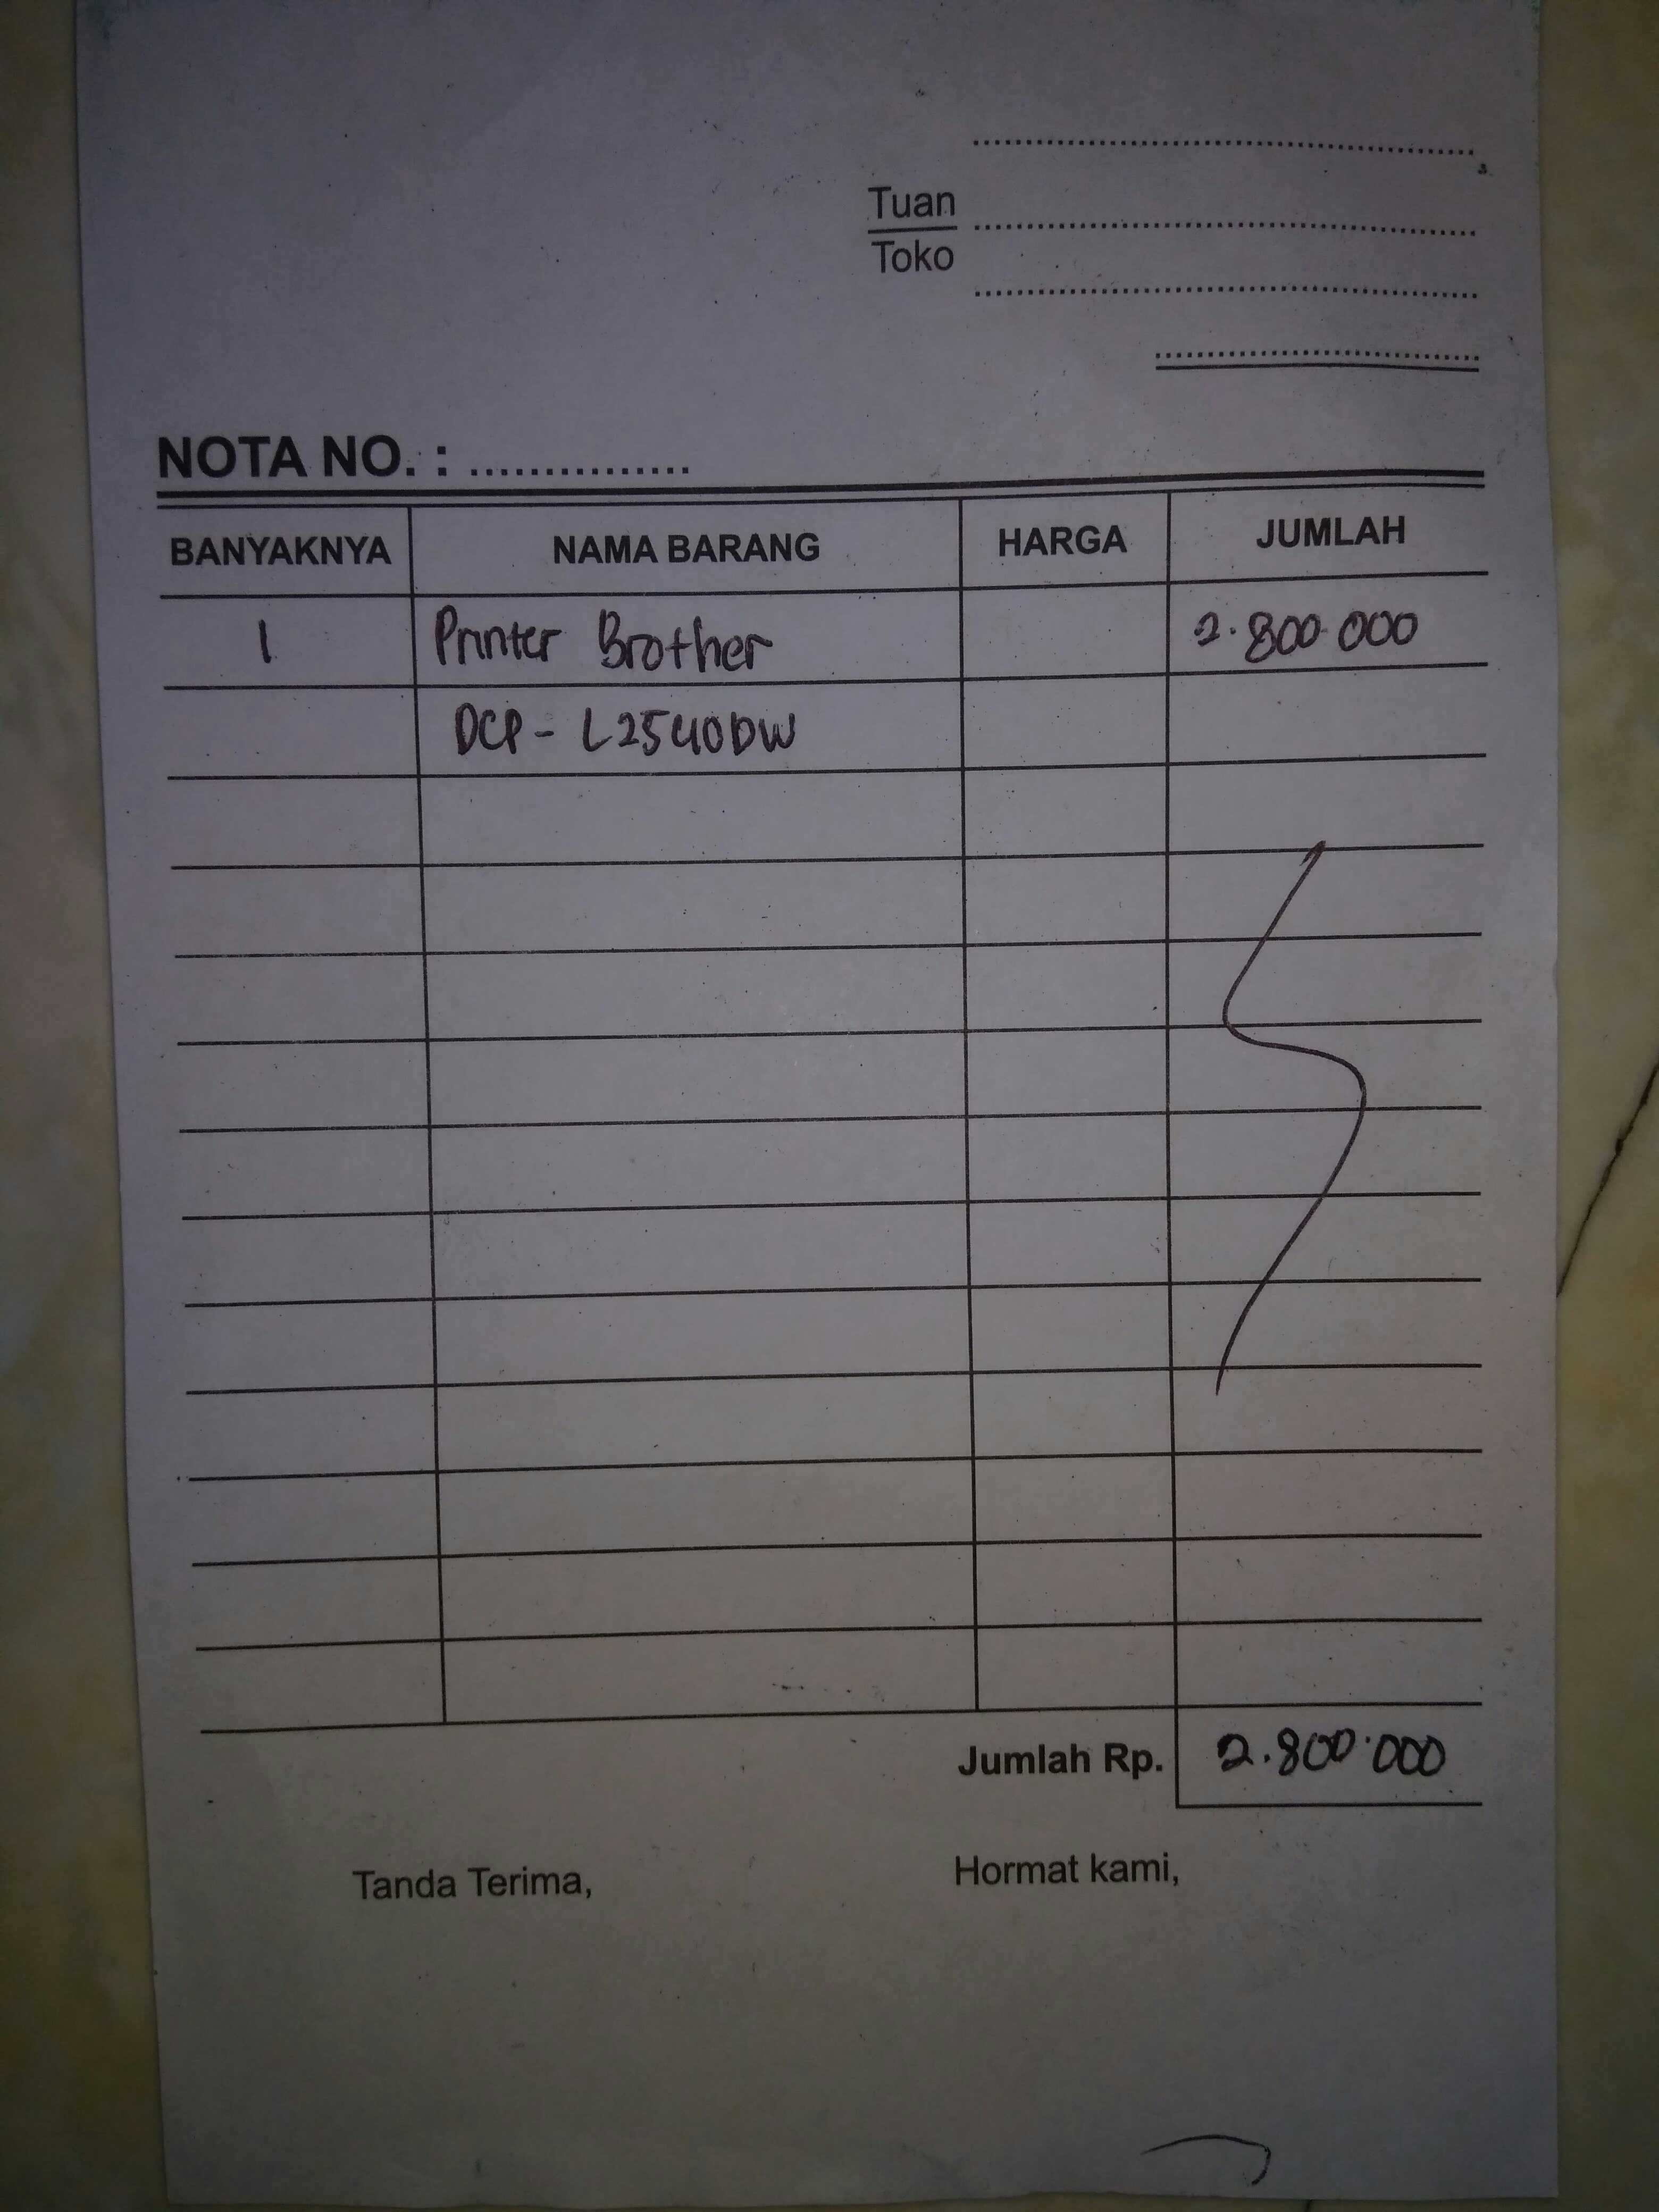 Tuan
Toko
NOTA NO. : ...............
BANYAKNYA NAMA BARANG HARGA JUMLAH
1 Printer Brother 2.800.000
DCP - L2540DW
Jumlah Rp. 2.800.000
Tanda Terima, Hormat kami,